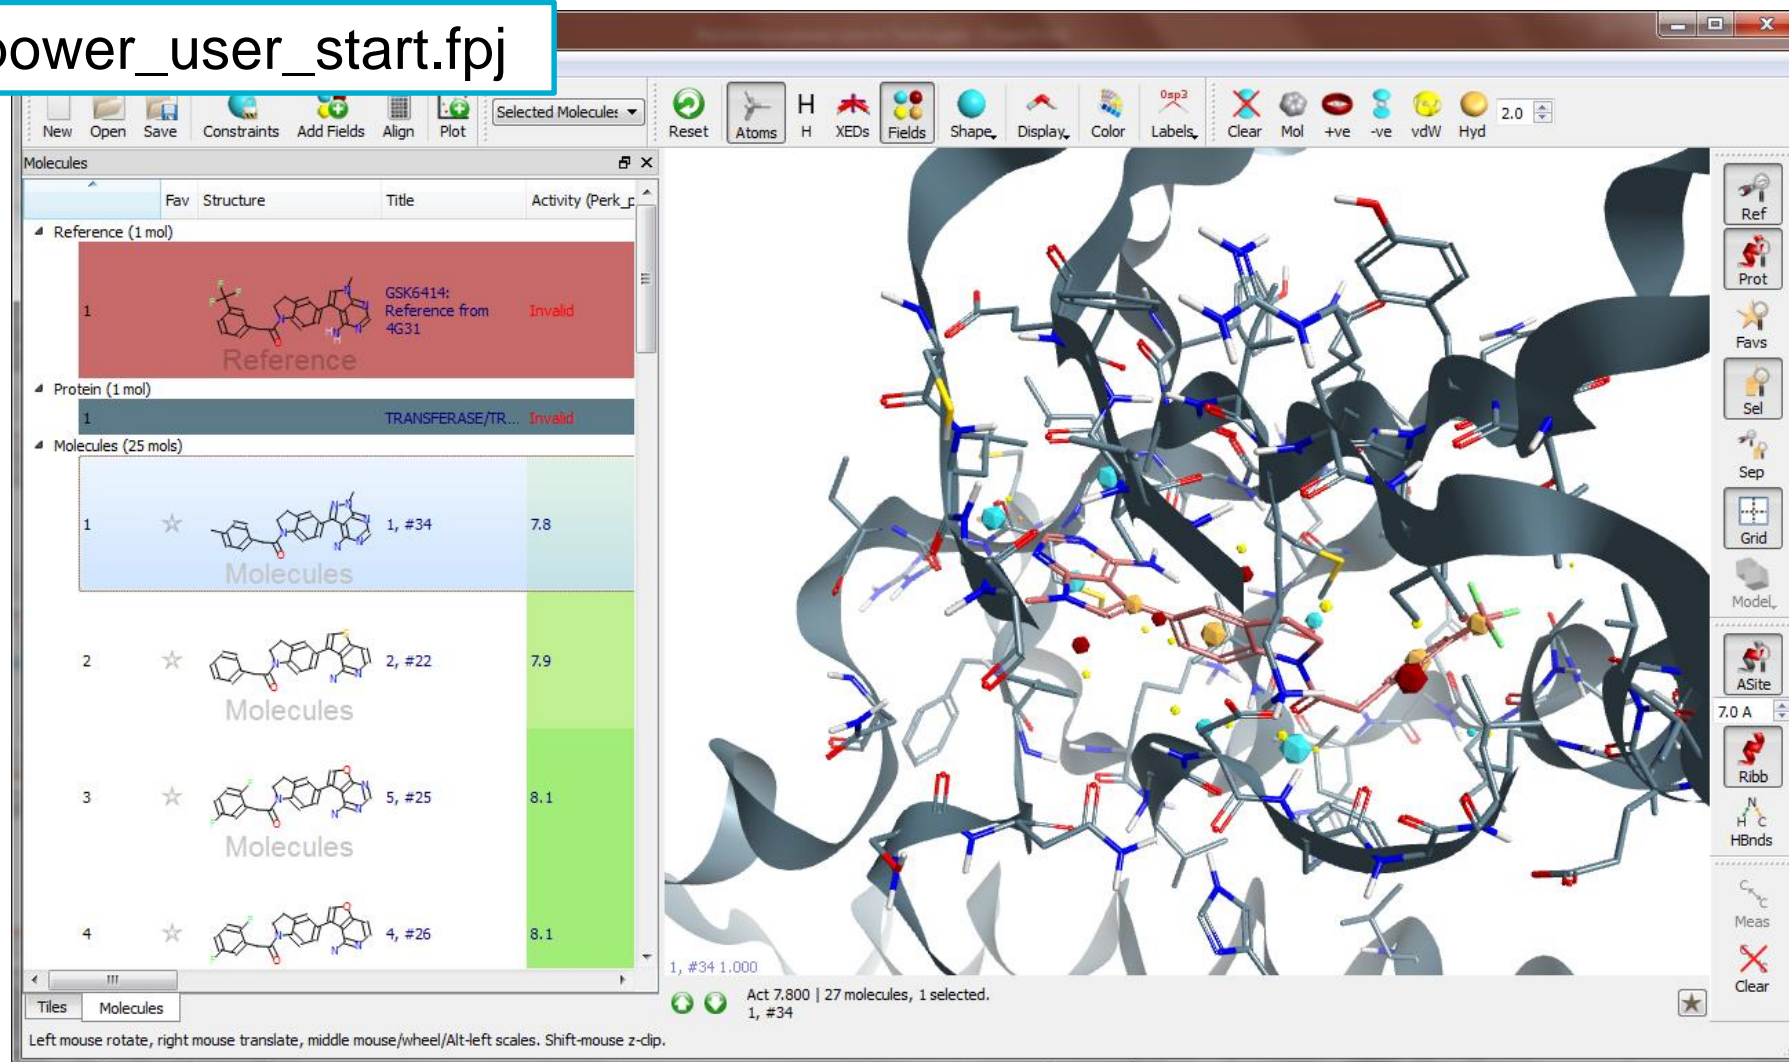 power_user_start.fpj
New Open Save Constraints Add Fields Align Plot Selected Molecules Reset Atoms H H XEDs Fields Shape Display Color Labels 0sp3 Clear Mol +ve -ve vdW Hyd 2.0
Molecules
Fav Structure Title Activity (Perk_p
Reference (1 mol)
1 GSK6414: Invalid
Reference from
4G31
Reference
Protein (1 mol)
1 TRANSFERASE/TR... Invalid
Molecules (25 mols)
1 1, #34 7.8
Molecules
2 2, #22 7.9
Molecules
3 5, #25 8.1
Molecules
4 4, #26 8.1
Tiles Molecules
1, #34 1.000
Act 7.800 | 27 molecules, 1 selected.
1, #34
Left mouse rotate, right mouse translate, middle mouse/wheel/Alt-left scales. Shift-mouse z-clip.
Ref
Prot
Favs
Sel
Sep
Grid
Model
ASite
7.0 A
Ribb
N
H C
HBnds
C
C
Meas
Clear